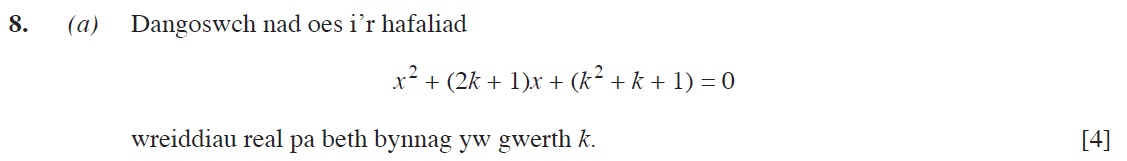 8. (a) Dangoswch nad oes i’r hafaliad
x² + (2k + 1)x + (k² + k + 1) = 0
wreiddiau real pa beth bynnag yw gwerth k. [4]